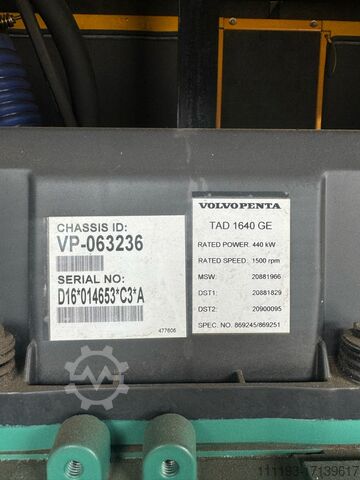 CHASSIS ID:
VP-063236
SERIAL NO:
D16*014653*C3*A
477606
VOLVO PENTA
TAD 1640 GE
RATED POWER: 440 kW
RATED SPEED: 1500 rpm
MSW: 20881966
DST1: 20881829
DST2: 20900095
SPEC. NO. 869245/869251
111193-17139617